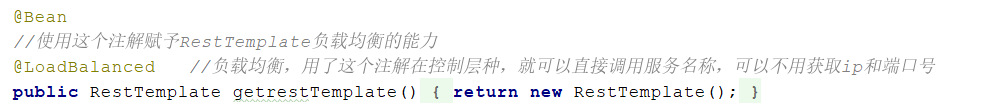 @Bean
//使用这个注解赋予RestTemplate负载均衡的能力
@LoadBalanced   //负载均衡，用了这个注解在控制层种，就可以直接调用服务名称，可以不用获取ip和端口号
public RestTemplate getrestTemplate() { return new RestTemplate(); }